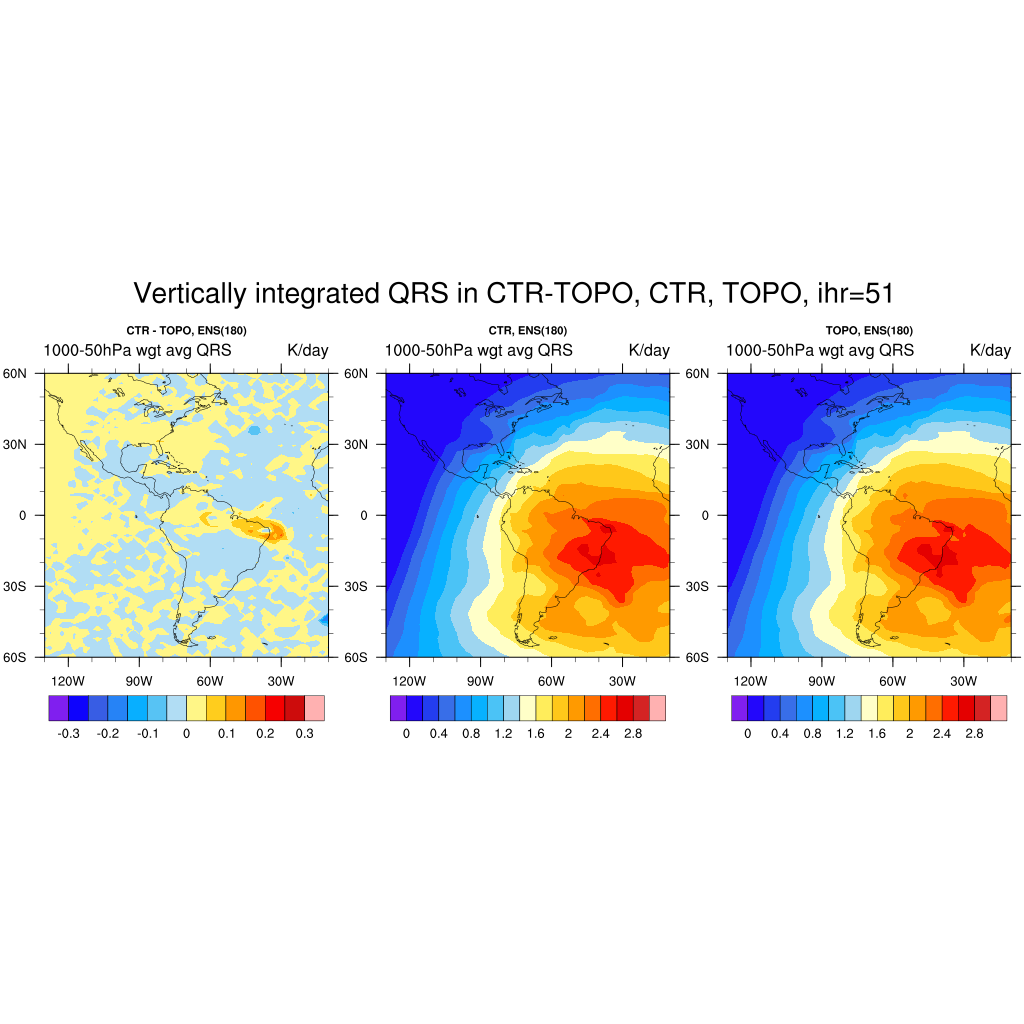 Vertically integrated QRS in CTR-TOPO, CTR, TOPO, ihr=51
CTR - TOPO, ENS(180)
1000-50hPa wgt avg QRS K/day
60N
30N
0
30S
60S
120W 90W 60W 30W
-0.3 -0.2 -0.1 0 0.1 0.2 0.3
CTR, ENS(180)
1000-50hPa wgt avg QRS K/day
60N
30N
0
30S
60S
120W 90W 60W 30W
0 0.4 0.8 1.2 1.6 2 2.4 2.8
TOPO, ENS(180)
1000-50hPa wgt avg QRS K/day
60N
30N
0
30S
60S
120W 90W 60W 30W
0 0.4 0.8 1.2 1.6 2 2.4 2.8